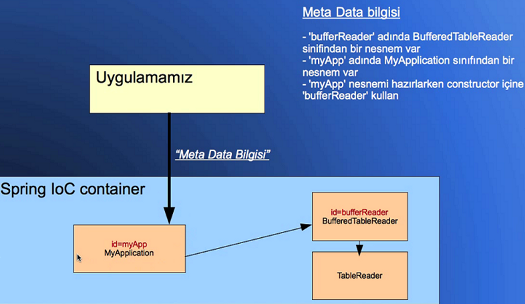 Meta Data bilgisi
- 'bufferReader' adında BufferedTableReader
sinifindan bir nesnem var
- 'myApp' adında MyApplication sınıfından bir
nesnem var
- 'myApp' nesnemi hazırlarken constructor içine
'bufferReader' kullan
Uygulamamız
"Meta Data Bilgisi"
Spring IoC container
id=myApp
MyApplication
id=bufferReader
BufferedTableReader
TableReader